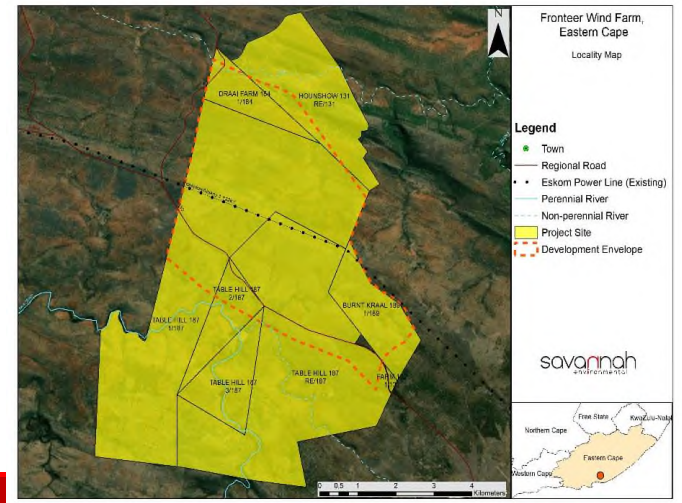 Fronteer Wind Farm,
Eastern Cape
Locality Map
N
DRAAI FARM 184
1/184
HOUNSHOW 131
RE/131
TABLE HILL 187
2/187
BURNT KRAAL 189
1/189
TABLE HILL 187
1/187
TABLE HILL 187
3/187
TABLE HILL 187
RE/187
Legend
Town
Regional Road
Eskom Power Line (Existing)
Perennial River
Non-perennial River
Project Site
Development Envelope
savannah
environmental
Free State
KwaZulu-Natal
Northern Cape
Eastern Cape
Western Cape
0 0,5 1 2 3 4
Kilometers